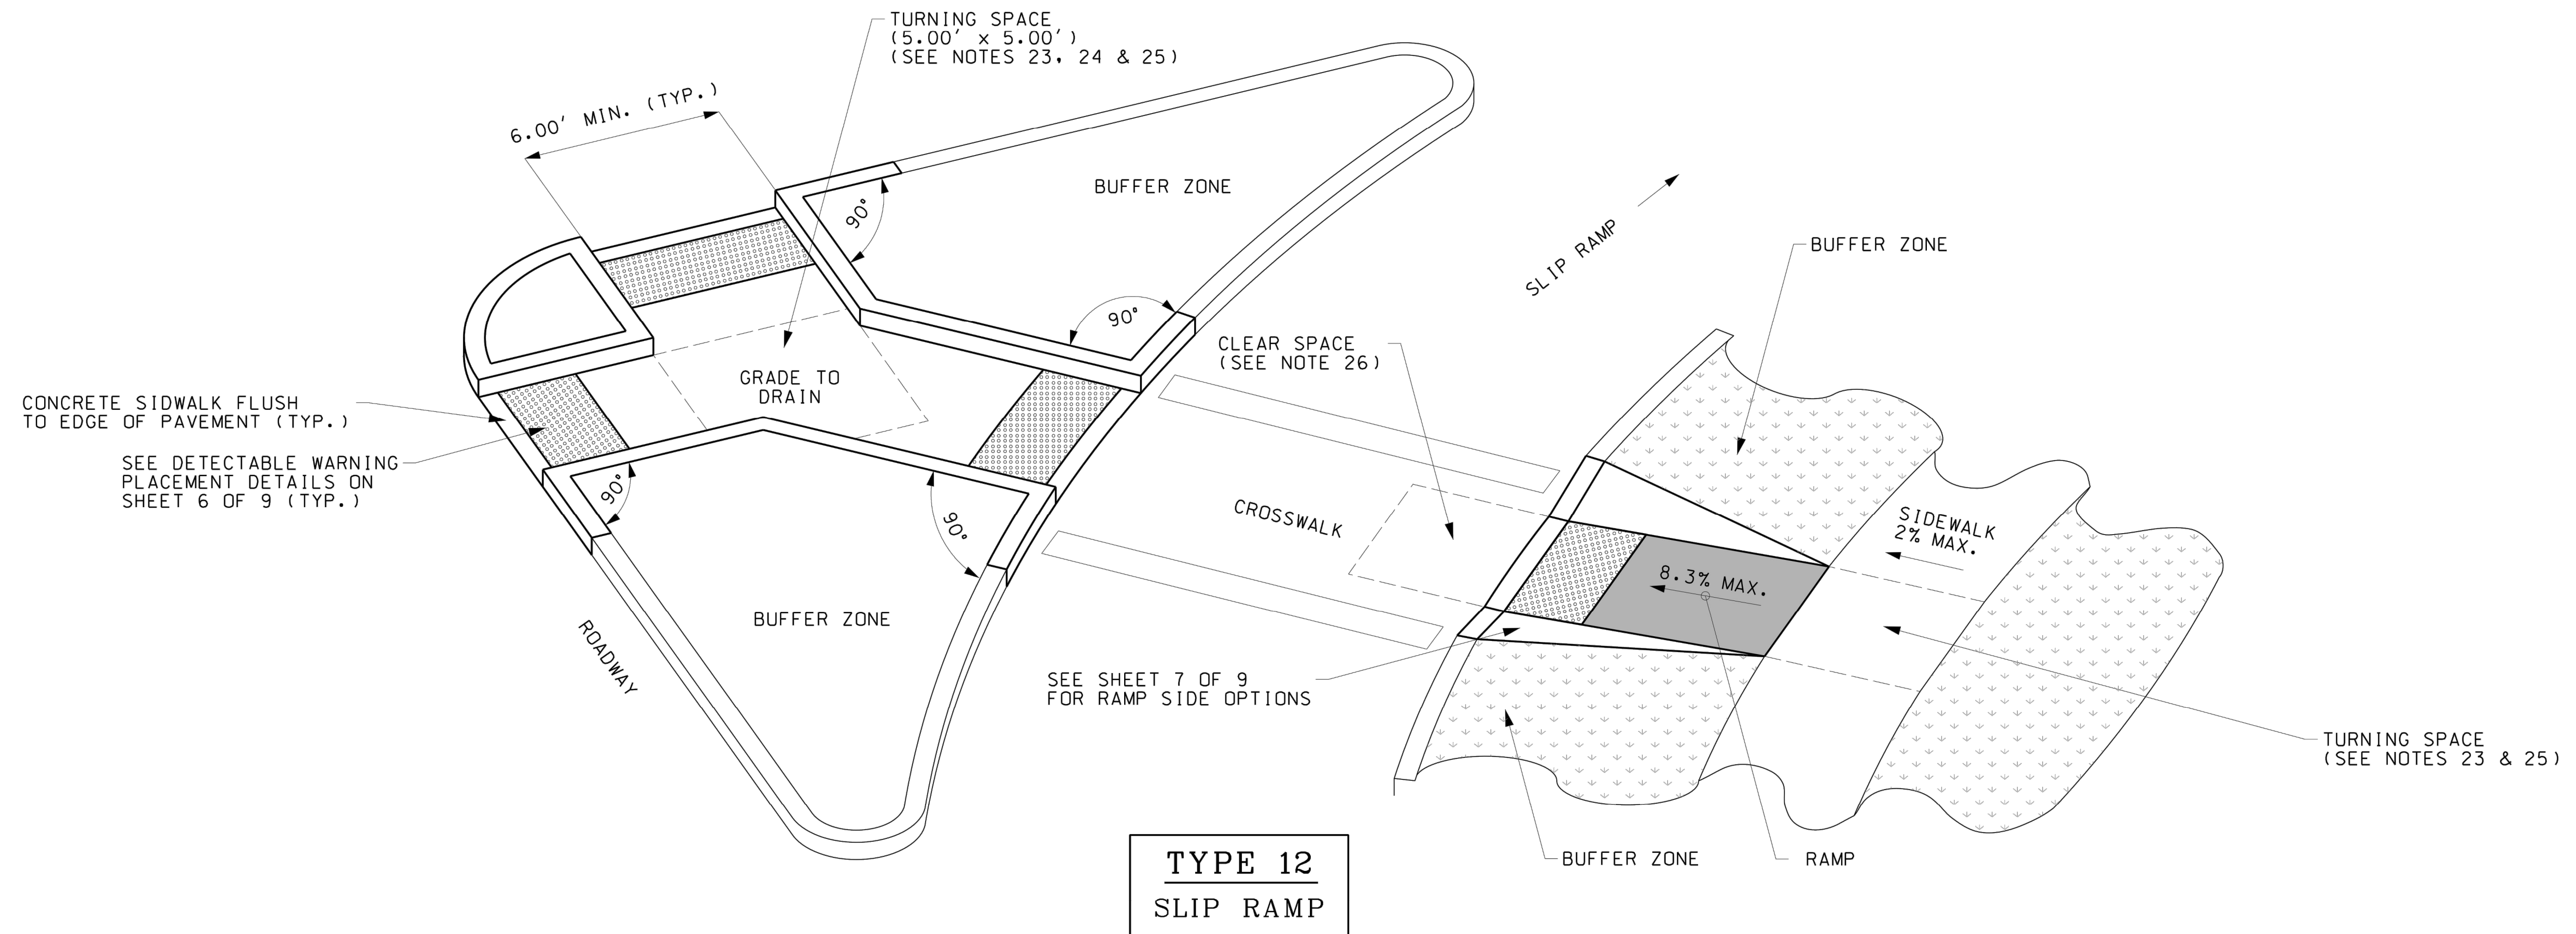 TURNING SPACE
(5.00' x 5.00')
(SEE NOTES 23, 24 & 25)
6.00' MIN. (TYP.)
BUFFER ZONE
90°
90°
SLIP RAMP
BUFFER ZONE
CLEAR SPACE
(SEE NOTE 26)
GRADE TO
DRAIN
CONCRETE SIDWALK FLUSH
TO EDGE OF PAVEMENT (TYP.)
SEE DETECTABLE WARNING
PLACEMENT DETAILS ON
SHEET 6 OF 9 (TYP.)
90°
90°
CROSSWALK
SIDEWALK
2% MAX.
8.3% MAX.
BUFFER ZONE
ROADWAY
SEE SHEET 7 OF 9
FOR RAMP SIDE OPTIONS
TURNING SPACE
(SEE NOTES 23 & 25)
BUFFER ZONE
RAMP
TYPE 12
SLIP RAMP